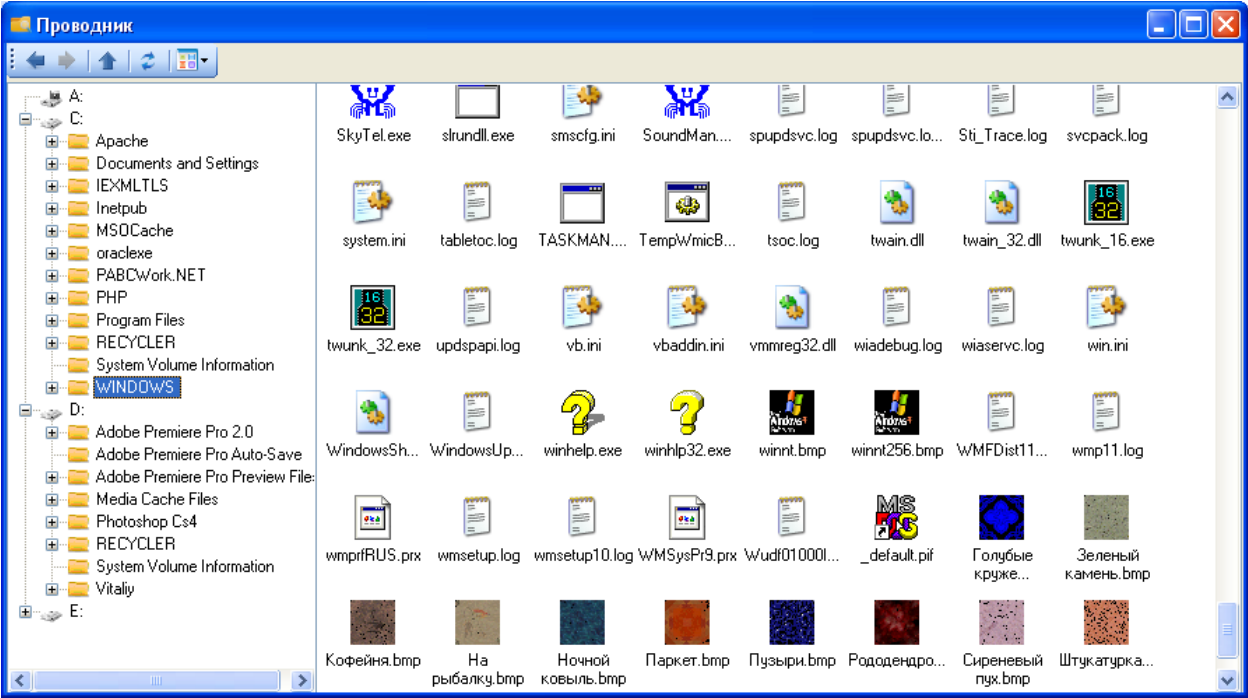 Проводник
A:
C:
Apache
Documents and Settings
IEXMLTLS
Inetpub
MSOCache
oraclexe
PABCWork.NET
PHP
Program Files
RECYCLER
System Volume Information
WINDOWS
D:
Adobe Premiere Pro 2.0
Adobe Premiere Pro Auto-Save
Adobe Premiere Pro Preview File
Media Cache Files
Photoshop Cs4
RECYCLER
System Volume Information
Vitaliy
E:
SkyTel.exe slrundll.exe smscfg.ini SoundMan.... spupdsvc.log spupdsvc.lo... Sti_Trace.log svcpack.log
16
32
system.ini tabletoc.log TASKMAN.... TempWmicB... tsoc.log twain.dll twain_32.dll twunk_16.exe
16
32
twunk_32.exe updspapi.log vb.ini vbaddin.ini vmmreg32.dll wiadebug.log wiaservc.log win.ini
WindowsSh... WindowsUp... winhelp.exe winhlp32.exe winnt.bmp winnt256.bmp WMFDist11... wmp11.log
MS
wmprfRUS.prx wmsetup.log wmsetup10.log WMSysPr9.prx Wudf01000I... _default.pif Голубые Зеленый
круже... камень.bmp
Кофейня.bmp На Ночной Паркет.bmp Пузыри.bmp Рододендро... Сиреневый Штукатурка...
рыбалку.bmp ковыль.bmp пух.bmp